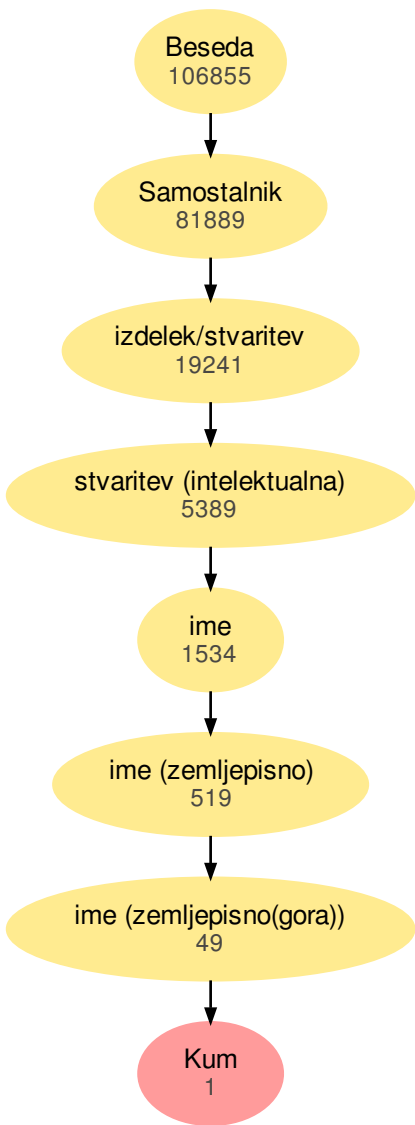 Beseda
106855
Samostalnik
81889
izdelek/stvaritev
19241
stvaritev (intelektualna)
5389
ime
1534
ime (zemljepisno)
519
ime (zemljepisno(gora))
49
Kum
1